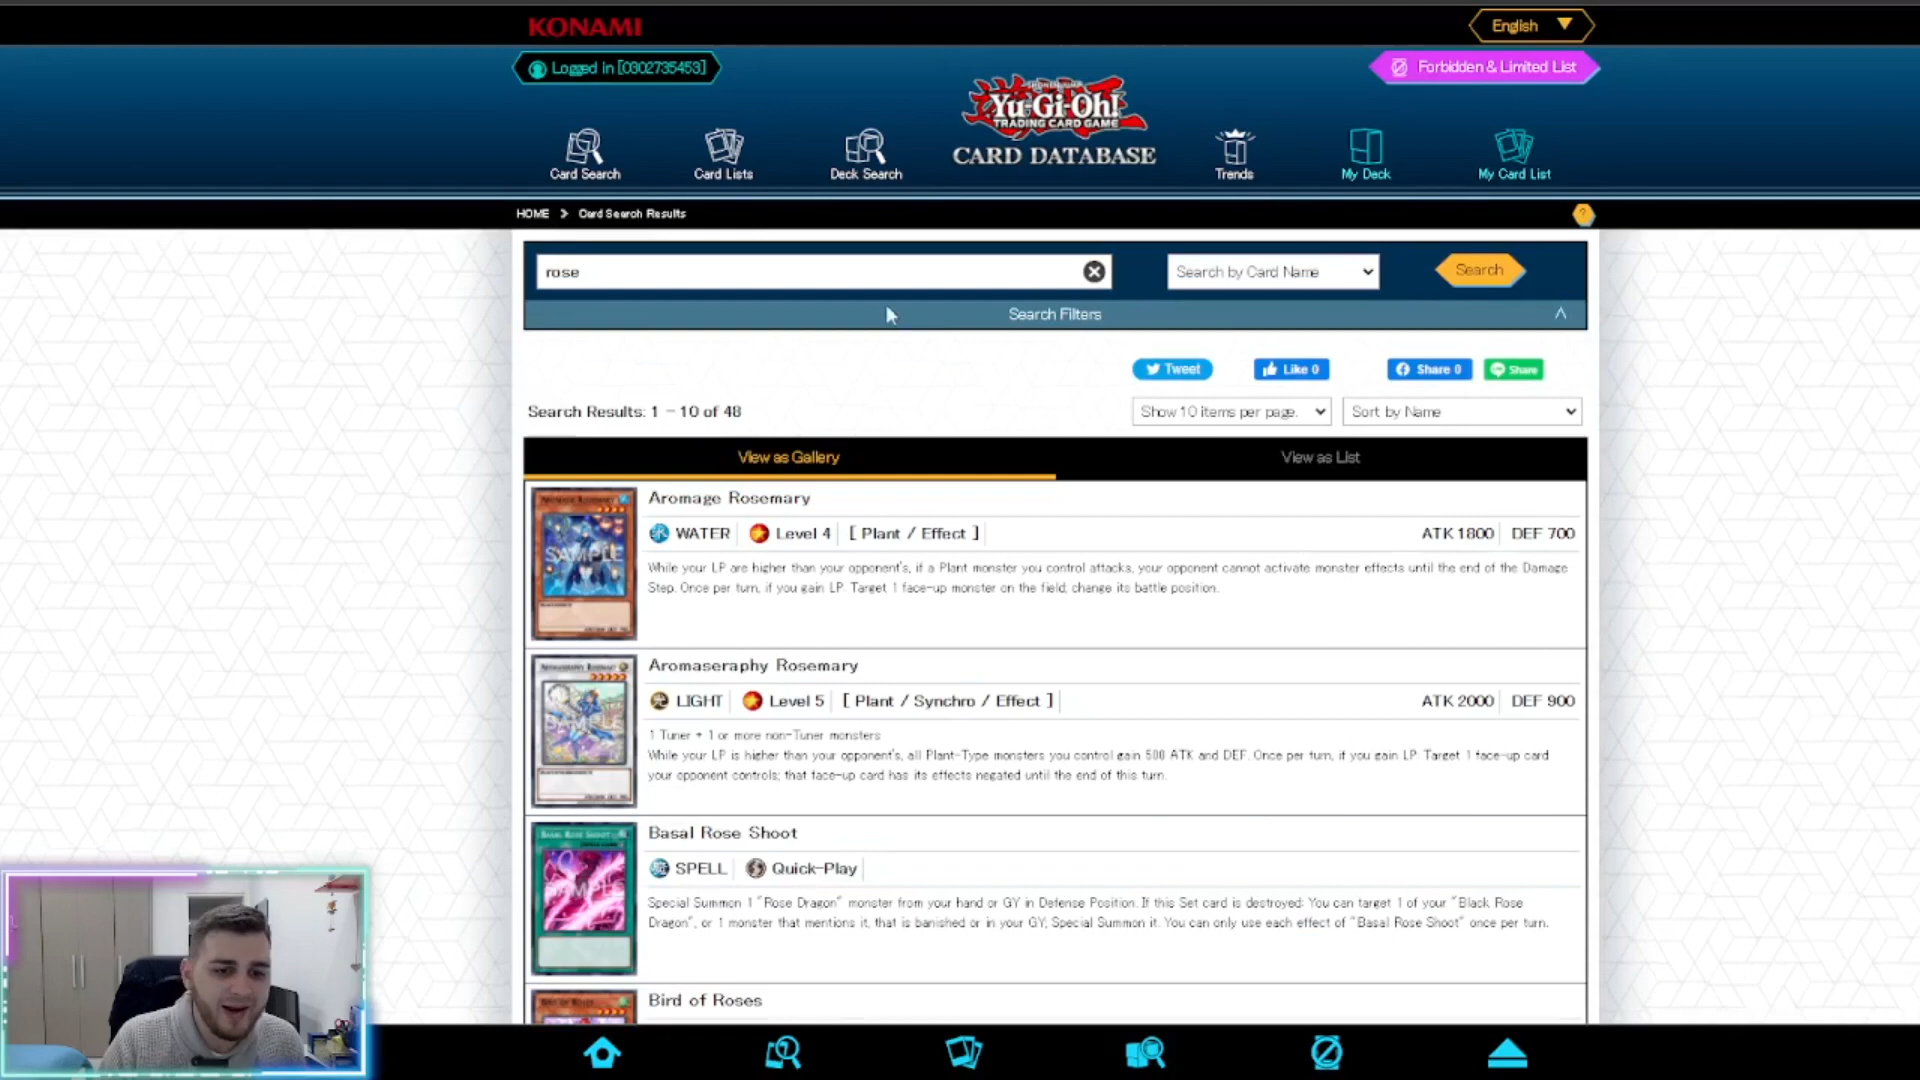 KONAMI
English
Logged in [0302735453]
Forbidden & Limited List
Yu-Gi-Oh!
TRADING CARD GAME
CARD DATABASE
Card Search
Card Lists
Deck Search
Trends
My Deck
My Card List
HOME > Card Search Results
?
rose
Search by Card Name
Search
Search Filters
Tweet
Like 0
Share 0
Share
Search Results: 1 - 10 of 48
Show 10 items per page.
Sort by Name
View as Gallery
View as List
Aromage Rosemary
WATER
Level 4
[ Plant / Effect ]
ATK 1800
DEF 700
While your LP are higher than your opponent's, if a Plant monster you control attacks, your opponent cannot activate monster effects until the end of the Damage
Step. Once per turn, if you gain LP: Target 1 face-up monster on the field; change its battle position.
SAMPLE
Aromaseraphy Rosemary
LIGHT
Level 5
[ Plant / Synchro / Effect ]
ATK 2000
DEF 900
1 Tuner + 1 or more non-Tuner monsters
While your LP is higher than your opponent's, all Plant-Type monsters you control gain 500 ATK and DEF. Once per turn, if you gain LP: Target 1 face-up card
your opponent controls; that face-up card has its effects negated until the end of this turn.
SAMPLE
Basal Rose Shoot
SPELL
Quick-Play
Special Summon 1 "Rose Dragon" monster from your hand or GY in Defense Position. If this Set card is destroyed: You can target 1 of your "Black Rose
Dragon", or 1 monster that mentions it, that is banished or in your GY; Special Summon it. You can only use each effect of "Basal Rose Shoot" once per turn.
SAMPLE
Bird of Roses